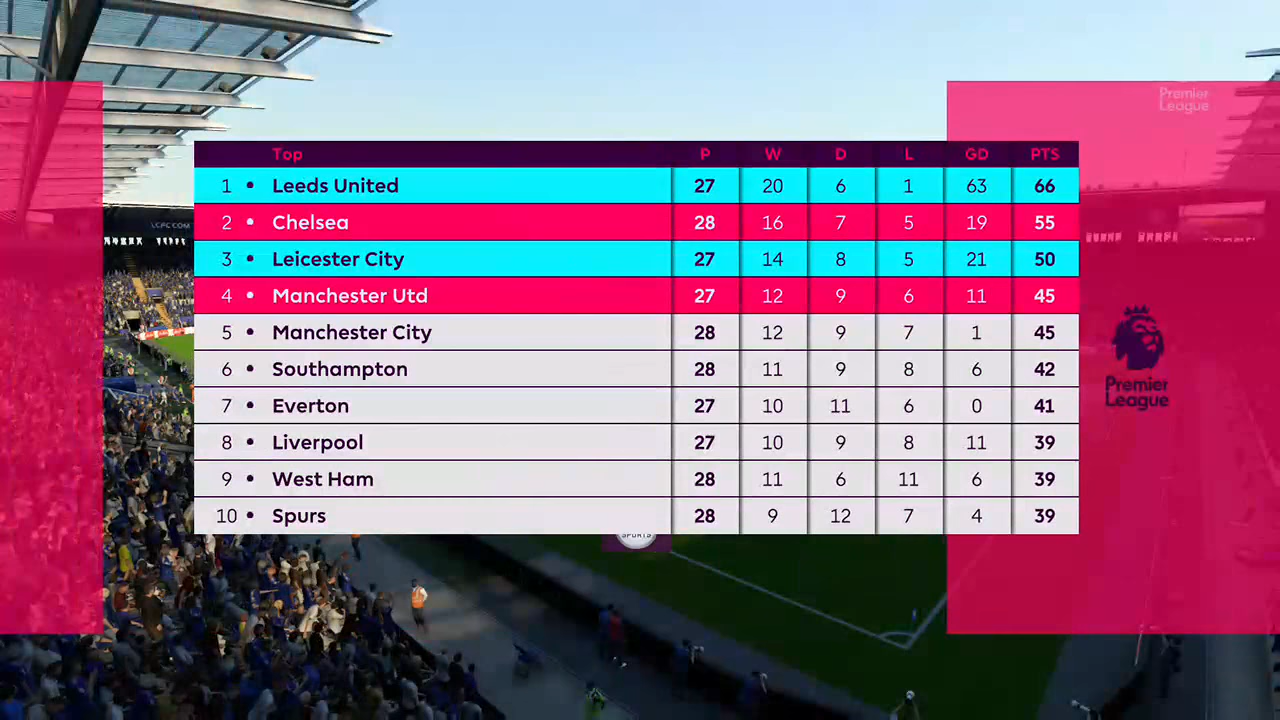 Premier
League
LCFC.COM
Top P W D L GD PTS
1 • Leeds United 27 20 6 1 63 66
2 • Chelsea 28 16 7 5 19 55
3 • Leicester City 27 14 8 5 21 50
4 • Manchester Utd 27 12 9 6 11 45
5 • Manchester City 28 12 9 7 1 45
6 • Southampton 28 11 9 8 6 42
7 • Everton 27 10 11 6 0 41
8 • Liverpool 27 10 9 8 11 39
9 • West Ham 28 11 6 11 6 39
10 • Spurs 28 9 12 7 4 39
Premier
League
SPORTS